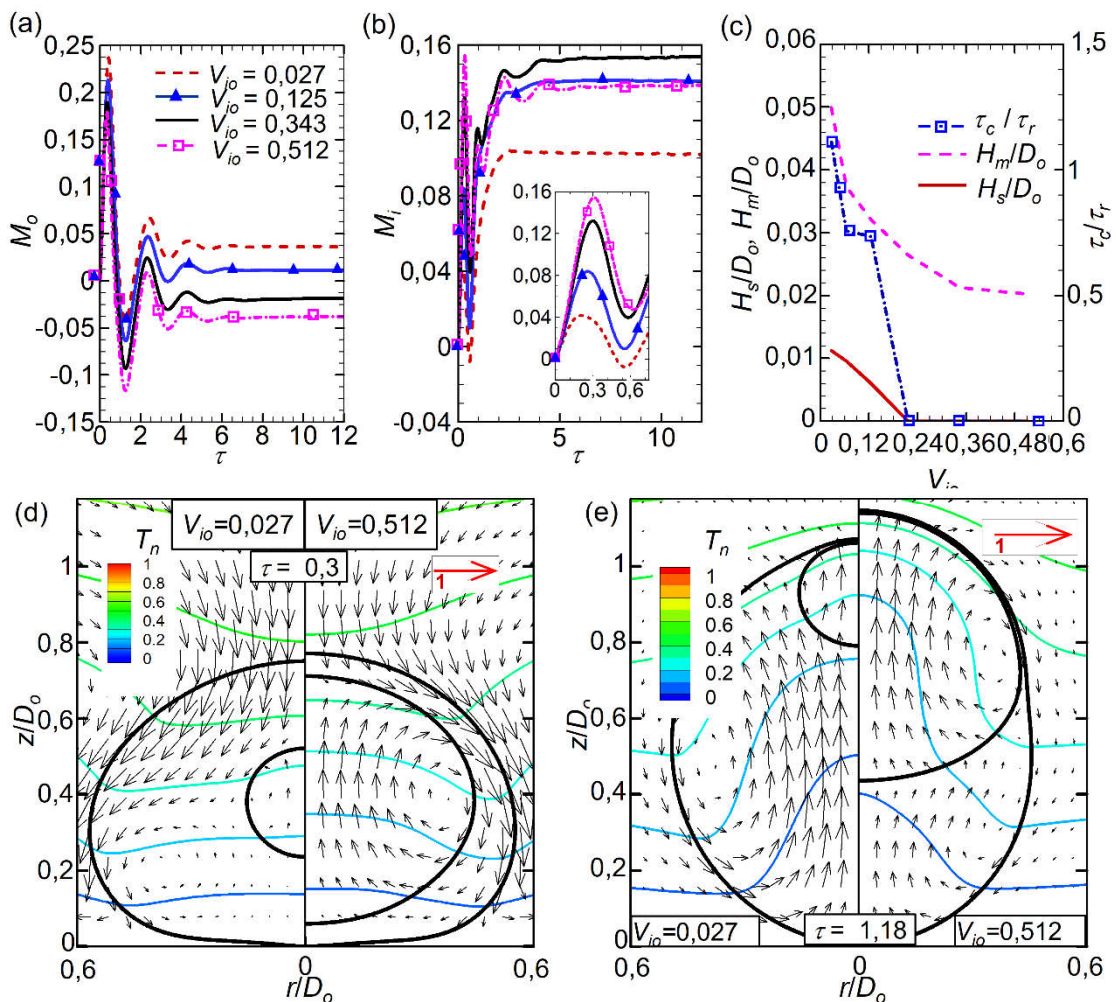 (a)
0,25
0,20
0,15
0,10
0,05
0
-0,05
-0,1
-0,15
M_o
V_io = 0,027
V_io = 0,125
V_io = 0,343
V_io = 0,512
0 2 4 6 8 10 12
τ
(b)
0,16
0,12
0,08
0,04
0
-0,04
M_i
0,16
0,12
0,08
0,04
0
0 0,3 0,6
0 5 10
τ
(c)
0,06
0.05
0.04
0.03
0.02
0.01
0
H_s/D_o, H_m/D_o
τ_c / τ_r
H_m/D_o
H_s/D_o
1,5
1
0,5
0
τ_c/τ_r
0 0,12 0,24 0,36 0,48 0,6
V_io
(d)
V_io=0,027
V_io=0,512
τ = 0,3
T_n
1
0.8
0.6
0.4
0.2
0
1
1
0.8
0.6
0.4
0.2
0
z/D_o
0,6 0 0.6
r/D_o
(e)
T_n
1
0.8
0.6
0.4
0.2
0
1
1
0.8
0.6
0.4
0.2
0
z/D_o
V_io=0,027
τ = 1,18
V_io=0,512
0,6 0 0.6
r/D_o